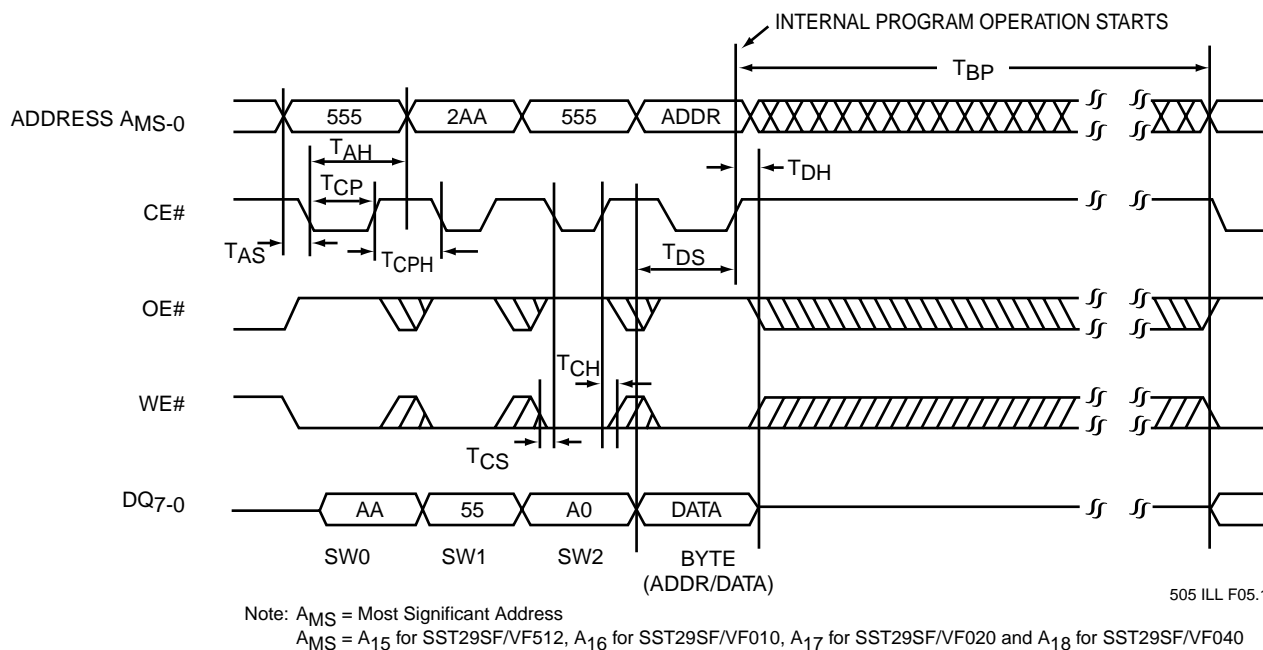 INTERNAL PROGRAM OPERATION STARTS
TBP
ADDRESS AMS-0
555 2AA 555 ADDR
TAH
TDH
TCP
CE#
TAS
TCPH
TDS
OE#
TCH
WE#
TCS
DQ7-0
AA 55 A0 DATA
SW0 SW1 SW2 BYTE
(ADDR/DATA)
505 ILL F05.1
Note: AMS = Most Significant Address
AMS = A15 for SST29SF/VF512, A16 for SST29SF/VF010, A17 for SST29SF/VF020 and A18 for SST29SF/VF040